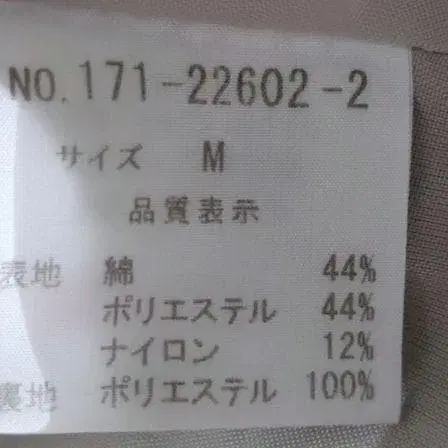 NO.171-22602-2
サイズ M
品質表示
表地 綿 44%
ポリエステル 44%
ナイロン 12%
裏地 ポリエステル 100%